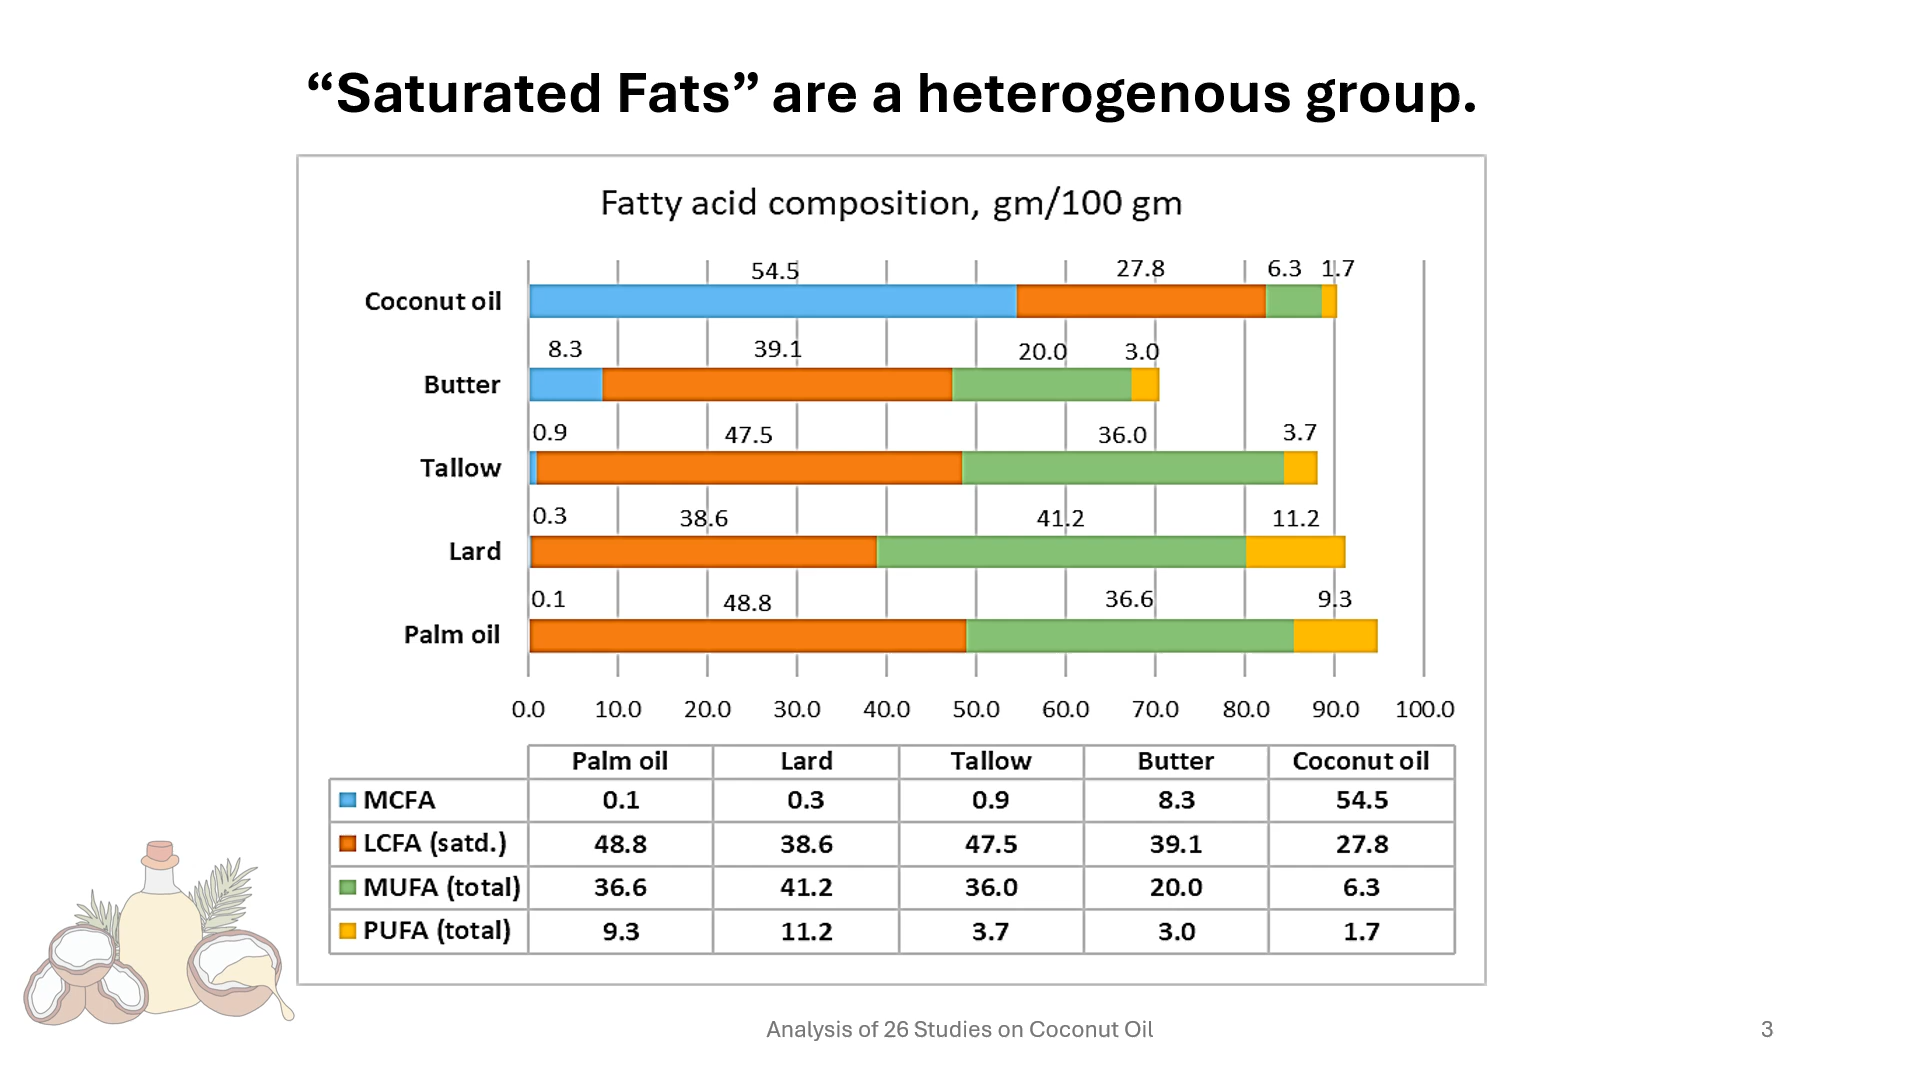 “Saturated Fats” are a heterogenous group.
Fatty acid composition, gm/100 gm
54.5 27.8 6.3 1.7
Coconut oil
8.3 39.1 20.0 3.0
Butter
0.9 47.5 36.0 3.7
Tallow
0.3 38.6 41.2 11.2
Lard
0.1 48.8 36.6 9.3
Palm oil
0.0 10.0 20.0 30.0 40.0 50.0 60.0 70.0 80.0 90.0 100.0
Palm oil Lard Tallow Butter Coconut oil
MCFA 0.1 0.3 0.9 8.3 54.5
LCFA (satd.) 48.8 38.6 47.5 39.1 27.8
MUFA (total) 36.6 41.2 36.0 20.0 6.3
PUFA (total) 9.3 11.2 3.7 3.0 1.7
Analysis of 26 Studies on Coconut Oil
3